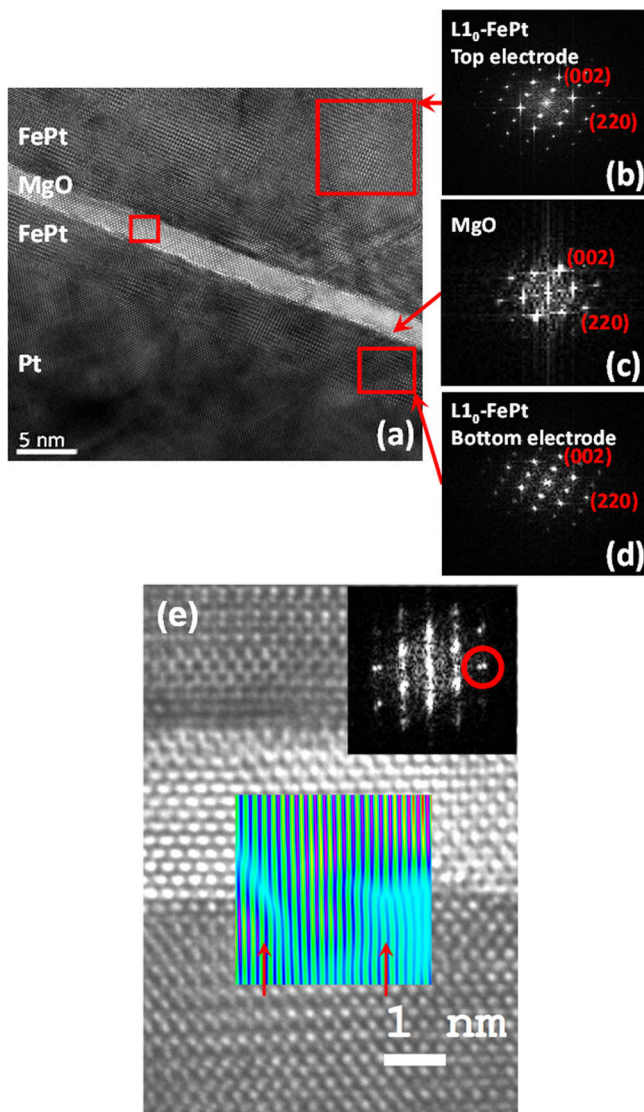 FePt
MgO
FePt
Pt
5 nm
(a)
L1₀-FePt
Top electrode
(002)
(220)
(b)
MgO
(002)
(220)
(c)
L1₀-FePt
Bottom electrode
(002)
(220)
(d)
(e)
1 nm